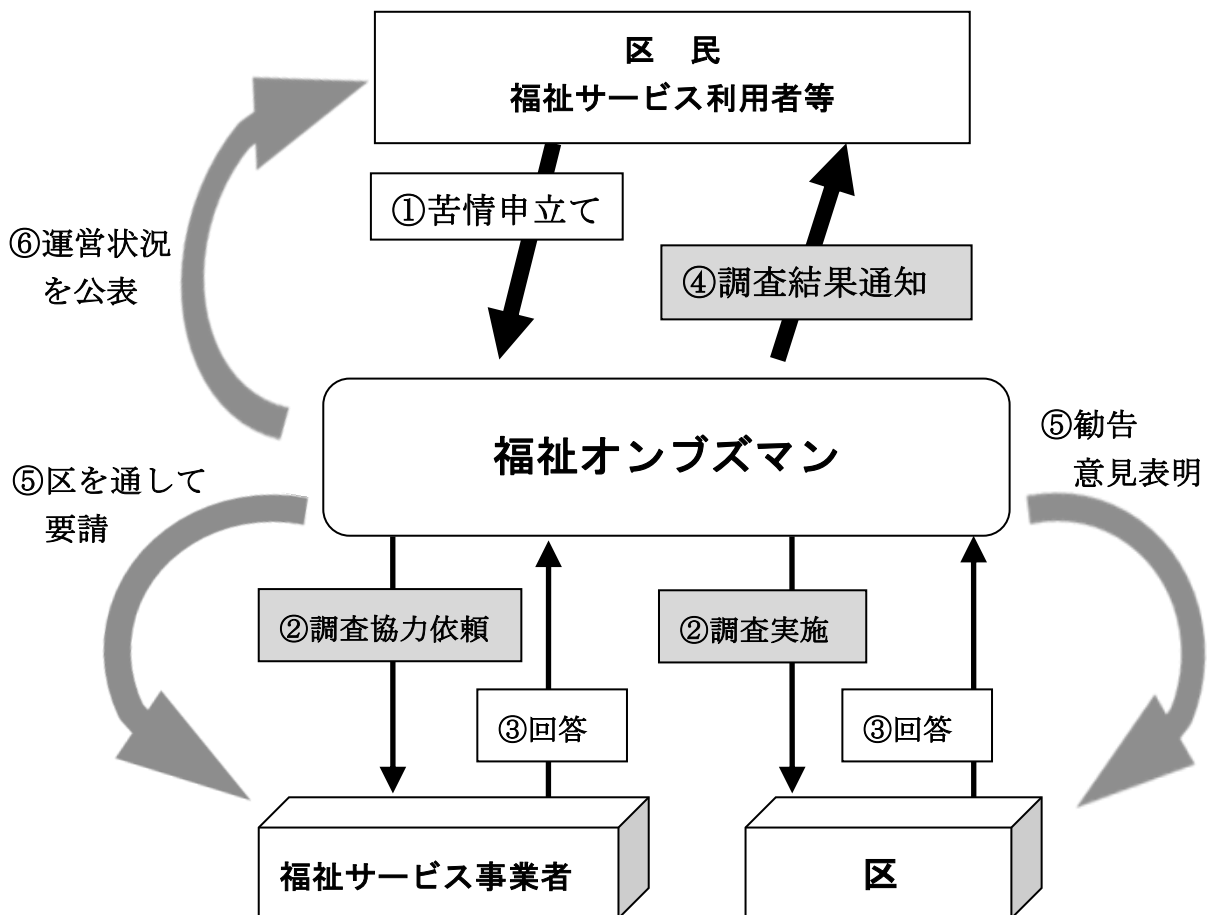 区　民
福祉サービス利用者等
①苦情申立て
④調査結果通知
⑥運営状況
を公表
福祉オンブズマン
⑤勧告
意見表明
⑤区を通して
要請
②調査協力依頼
②調査実施
③回答
③回答
福祉サービス事業者
区